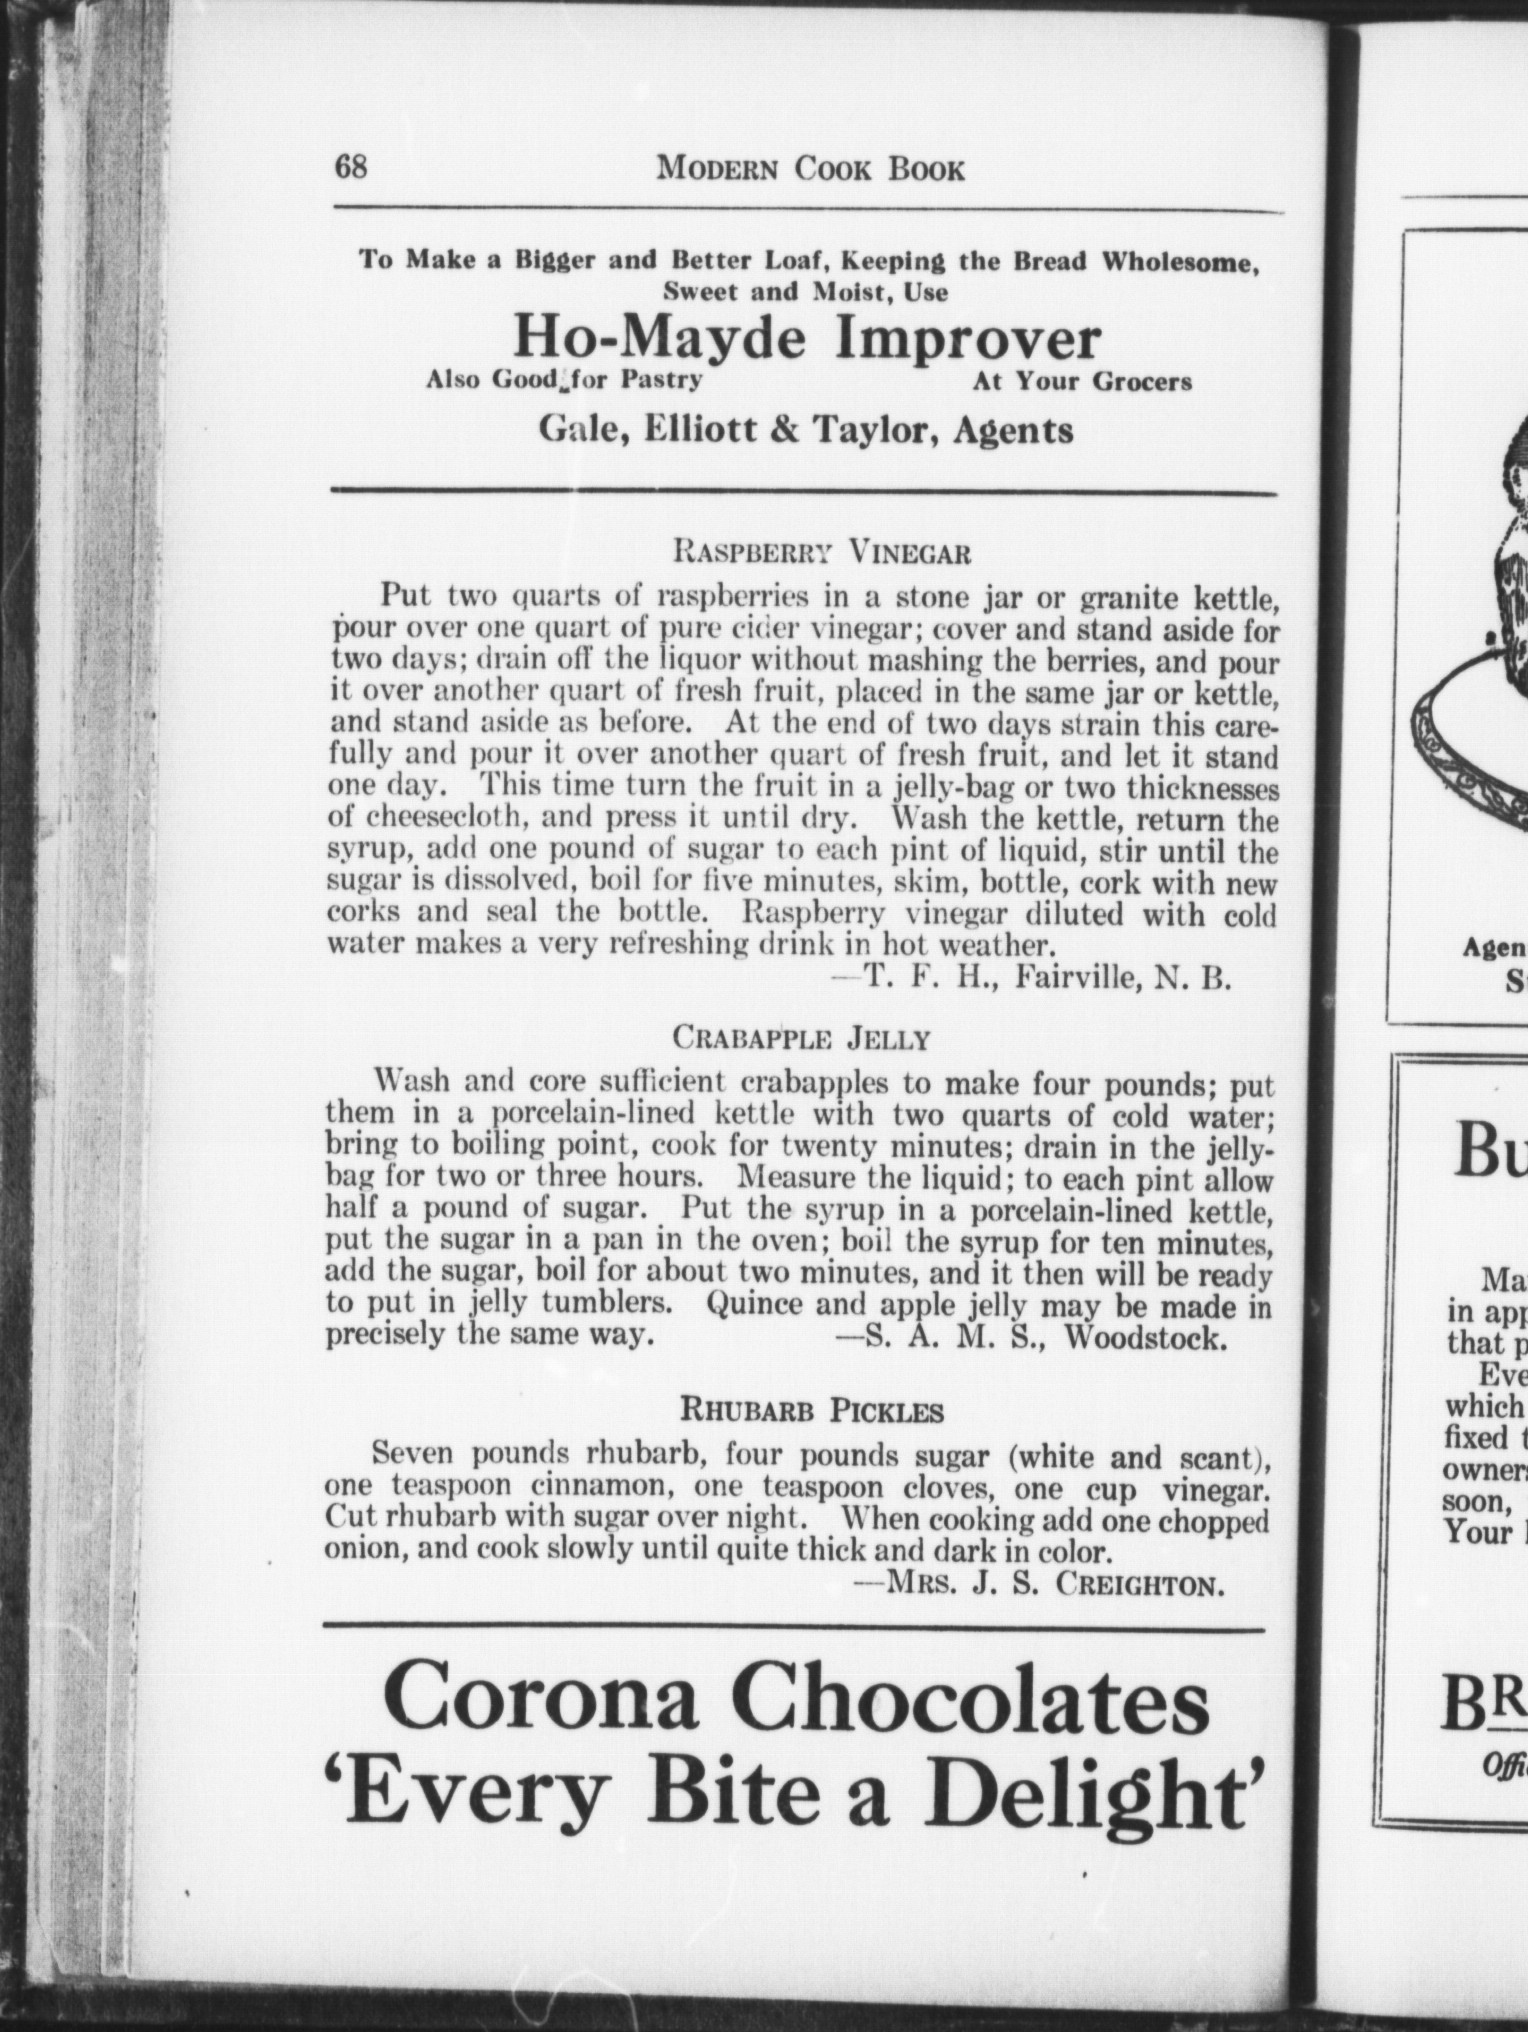 68 MODERN COOK BOOK
To Make a Bigger and Better Loaf, Keeping the Bread Wholesome,
Sweet and Moist, Use
Ho-Mayde Improver
Also Good for Pastry At Your Grocers
Gale, Elliott & Taylor, Agents
RASPBERRY VINEGAR
Put two quarts of raspberries in a stone jar or granite kettle,
pour over one quart of pure cider vinegar; cover and stand aside for
two days; drain off the liquor without mashing the berries, and pour
it over another quart of fresh fruit, placed in the same jar or kettle,
and stand aside as before. At the end of two days strain this care-
fully and pour it over another quart of fresh fruit, and let it stand
one day. This time turn the fruit in a jelly-bag or two thicknesses
of cheesecloth, and press it until dry. Wash the kettle, return the
syrup, add one pound of sugar to each pint of liquid, stir until the
sugar is dissolved, boil for five minutes, skim, bottle, cork with new
corks and seal the bottle. Raspberry vinegar diluted with cold
water makes a very refreshing drink in hot weather.
—T. F. H., Fairville, N. B.
CRABAPPLE JELLY
Wash and core sufficient crabapples to make four pounds; put
them in a porcelain-lined kettle with two quarts of cold water;
bring to boiling point, cook for twenty minutes; drain in the jelly-
bag for two or three hours. Measure the liquid; to each pint allow
half a pound of sugar. Put the syrup in a porcelain-lined kettle,
put the sugar in a pan in the oven; boil the syrup for ten minutes,
add the sugar, boil for about two minutes, and it then will be ready
to put in jelly tumblers. Quince and apple jelly may be made in
precisely the same way. —S. A. M. S., Woodstock.
RHUBARB PICKLES
Seven pounds rhubarb, four pounds sugar (white and scant),
one teaspoon cinnamon, one teaspoon cloves, one cup vinegar.
Cut rhubarb with sugar over night. When cooking add one chopped
onion, and cook slowly until quite thick and dark in color.
—MRS. J. S. CREIGHTON.
Corona Chocolates
'Every Bite a Delight'
in
that
Eve
which
fixed
soon,
Your